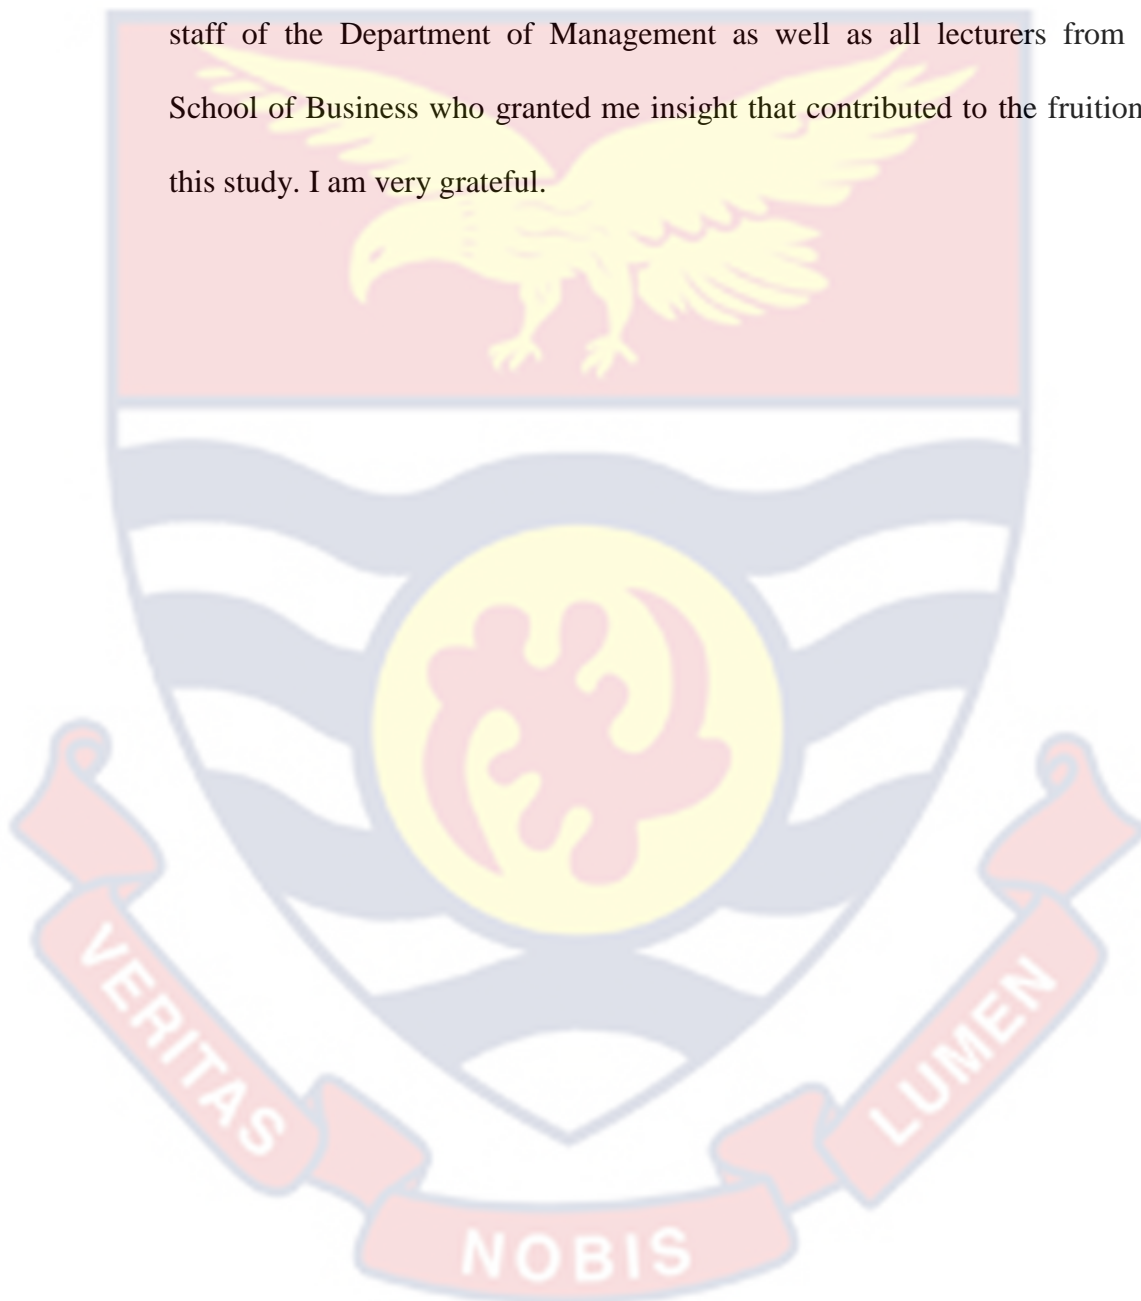 staff of the Department of Management as well as all lecturers from
School of Business who granted me insight that contributed to the fruition
this study. I am very grateful.
VERITAS
NOBIS
LUMEN